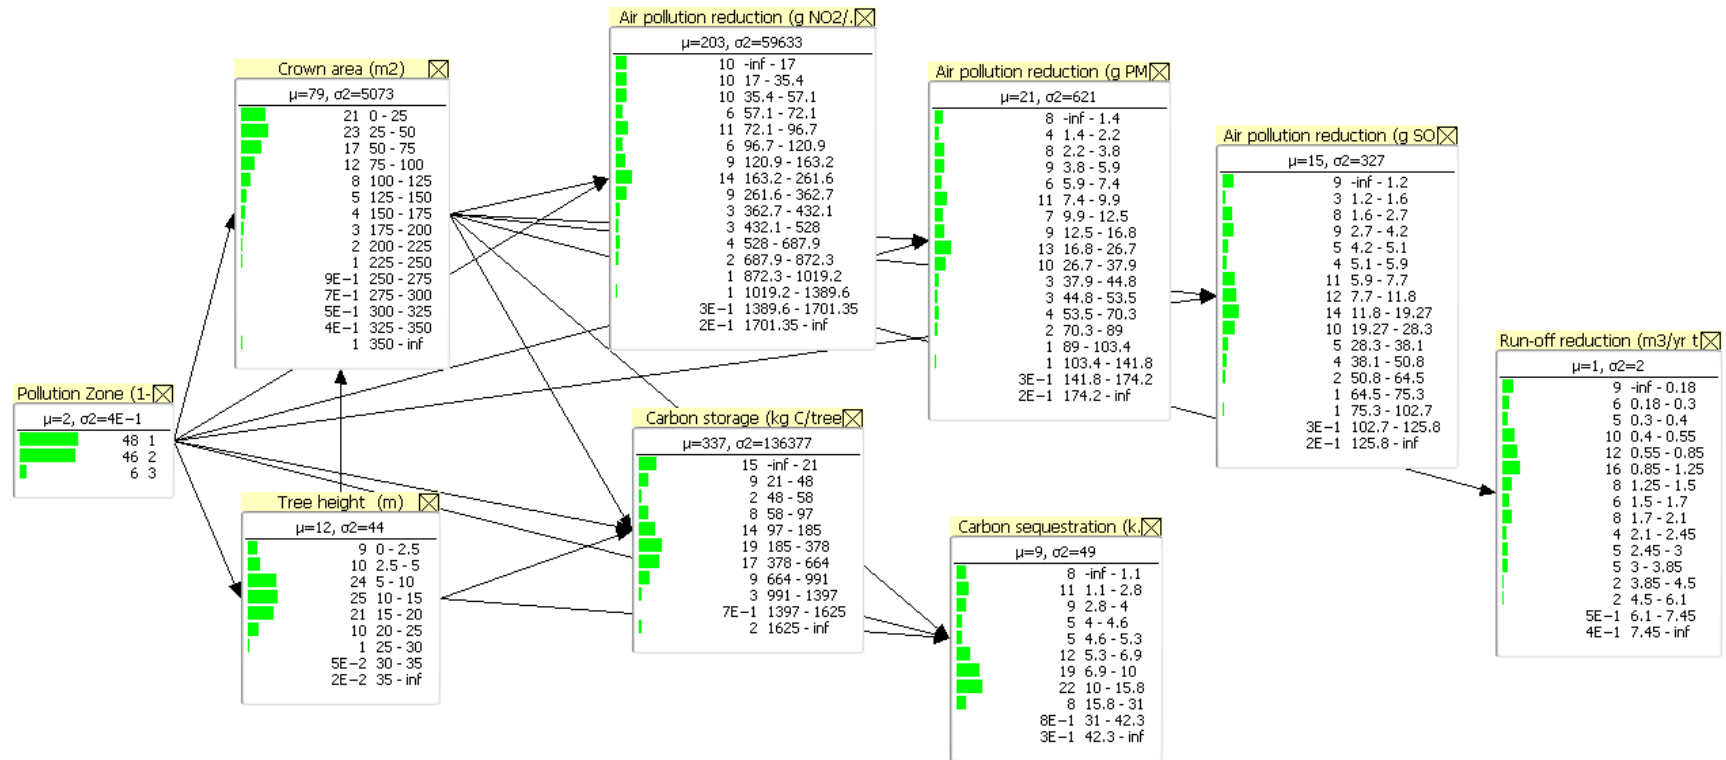 Air pollution reduction (g NO2/.
μ=203, σ2=59633
10 -inf - 17
10 17 - 35.4
10 35.4 - 57.1
6 57.1 - 72.1
11 72.1 - 96.7
6 96.7 - 120.9
9 120.9 - 163.2
14 163.2 - 261.6
9 261.6 - 362.7
3 362.7 - 432.1
3 432.1 - 528
4 528 - 687.9
2 687.9 - 872.3
1 872.3 - 1019.2
1 1019.2 - 1389.6
3E-1 1389.6 - 1701.35
2E-1 1701.35 - inf
Crown area (m2)
μ=79, σ2=5073
21 0 - 25
23 25 - 50
17 50 - 75
12 75 - 100
8 100 - 125
5 125 - 150
4 150 - 175
3 175 - 200
2 200 - 225
1 225 - 250
9E-1 250 - 275
7E-1 275 - 300
5E-1 300 - 325
4E-1 325 - 350
1 350 - inf
Air pollution reduction (g PM
μ=21, σ2=621
8 -inf - 1.4
4 1.4 - 2.2
8 2.2 - 3.8
9 3.8 - 5.9
6 5.9 - 7.4
11 7.4 - 9.9
7 9.9 - 12.5
9 12.5 - 16.8
13 16.8 - 26.7
10 26.7 - 37.9
3 37.9 - 44.8
3 44.8 - 53.5
4 53.5 - 70.3
2 70.3 - 89
1 89 - 103.4
1 103.4 - 141.8
3E-1 141.8 - 174.2
2E-1 174.2 - inf
Air pollution reduction (g SO
μ=15, σ2=327
9 -inf - 1.2
3 1.2 - 1.6
8 1.6 - 2.7
9 2.7 - 4.2
5 4.2 - 5.1
4 5.1 - 5.9
11 5.9 - 7.7
12 7.7 - 11.8
14 11.8 - 19.27
10 19.27 - 28.3
5 28.3 - 38.1
4 38.1 - 50.8
2 50.8 - 64.5
1 64.5 - 75.3
1 75.3 - 102.7
3E-1 102.7 - 125.8
2E-1 125.8 - inf
Run-off reduction (m3/yr t
μ=1, σ2=2
9 -inf - 0.18
6 0.18 - 0.3
5 0.3 - 0.4
10 0.4 - 0.55
12 0.55 - 0.85
16 0.85 - 1.25
8 1.25 - 1.5
6 1.5 - 1.7
8 1.7 - 2.1
4 2.1 - 2.45
5 2.45 - 3
5 3 - 3.85
2 3.85 - 4.5
2 4.5 - 6.1
5E-1 6.1 - 7.45
4E-1 7.45 - inf
Pollution Zone (1-
μ=2, σ2=4E-1
48 1
46 2
6 3
Carbon storage (kg C/tree
μ=337, σ2=136377
15 -inf - 21
9 21 - 48
2 48 - 58
8 58 - 97
14 97 - 185
19 185 - 378
17 378 - 664
9 664 - 991
3 991 - 1397
7E-1 1397 - 1625
2 1625 - inf
Tree height (m)
μ=12, σ2=44
9 0 - 2.5
10 2.5 - 5
24 5 - 10
25 10 - 15
21 15 - 20
10 20 - 25
1 25 - 30
5E-2 30 - 35
2E-2 35 - inf
Carbon sequestration (k.
μ=9, σ2=49
8 -inf - 1.1
11 1.1 - 2.8
9 2.8 - 4
5 4 - 4.6
5 4.6 - 5.3
12 5.3 - 6.9
19 6.9 - 10
22 10 - 15.8
8 15.8 - 31
8E-1 31 - 42.3
3E-1 42.3 - inf